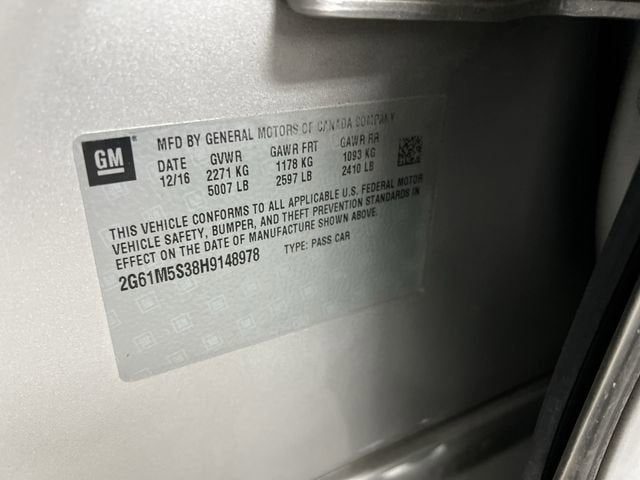 GM
MFD BY GENERAL MOTORS OF CANADA COMPANY
DATE GVWR GAWR FRT GAWR RR
12/16 2271 KG 1178 KG 1093 KG
5007 LB 2597 LB 2410 LB
THIS VEHICLE CONFORMS TO ALL APPLICABLE U.S. FEDERAL MOTOR
VEHICLE SAFETY, BUMPER, AND THEFT PREVENTION STANDARDS IN
EFFECT ON THE DATE OF MANUFACTURE SHOWN ABOVE.
2G61M5S38H9148978 TYPE: PASS CAR